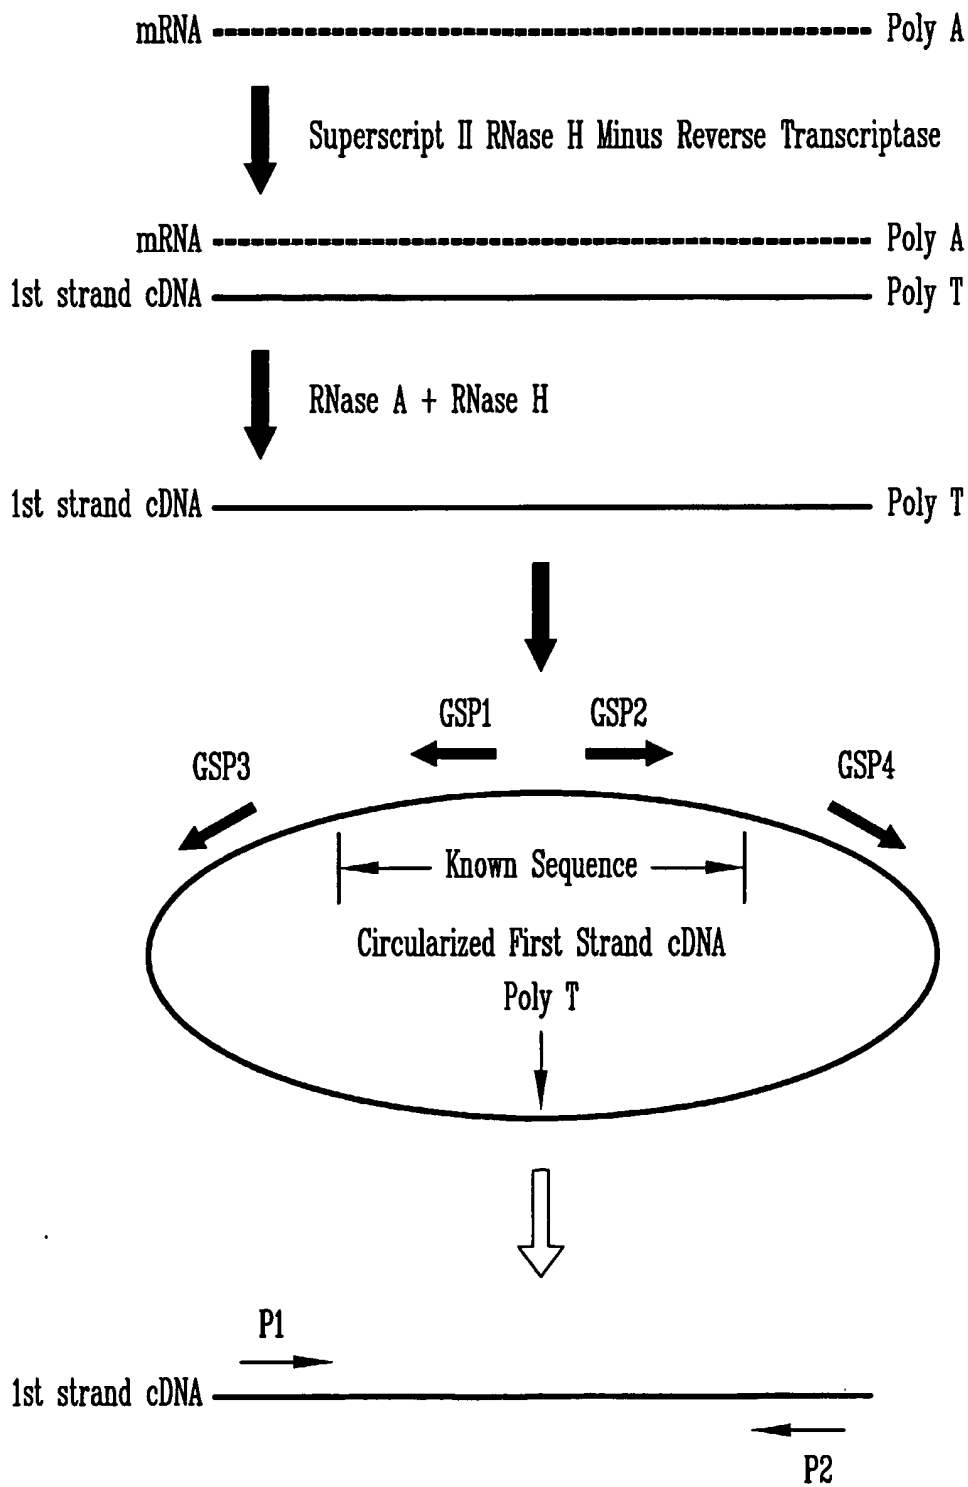 mRNA Poly A
Superscript II RNase H Minus Reverse Transcriptase
mRNA Poly A
1st strand cDNA Poly T
RNase A + RNase H
1st strand cDNA Poly T
GSP1 GSP2
GSP3 GSP4
Known Sequence
Circularized First Strand cDNA
Poly T
P1
1st strand cDNA
P2